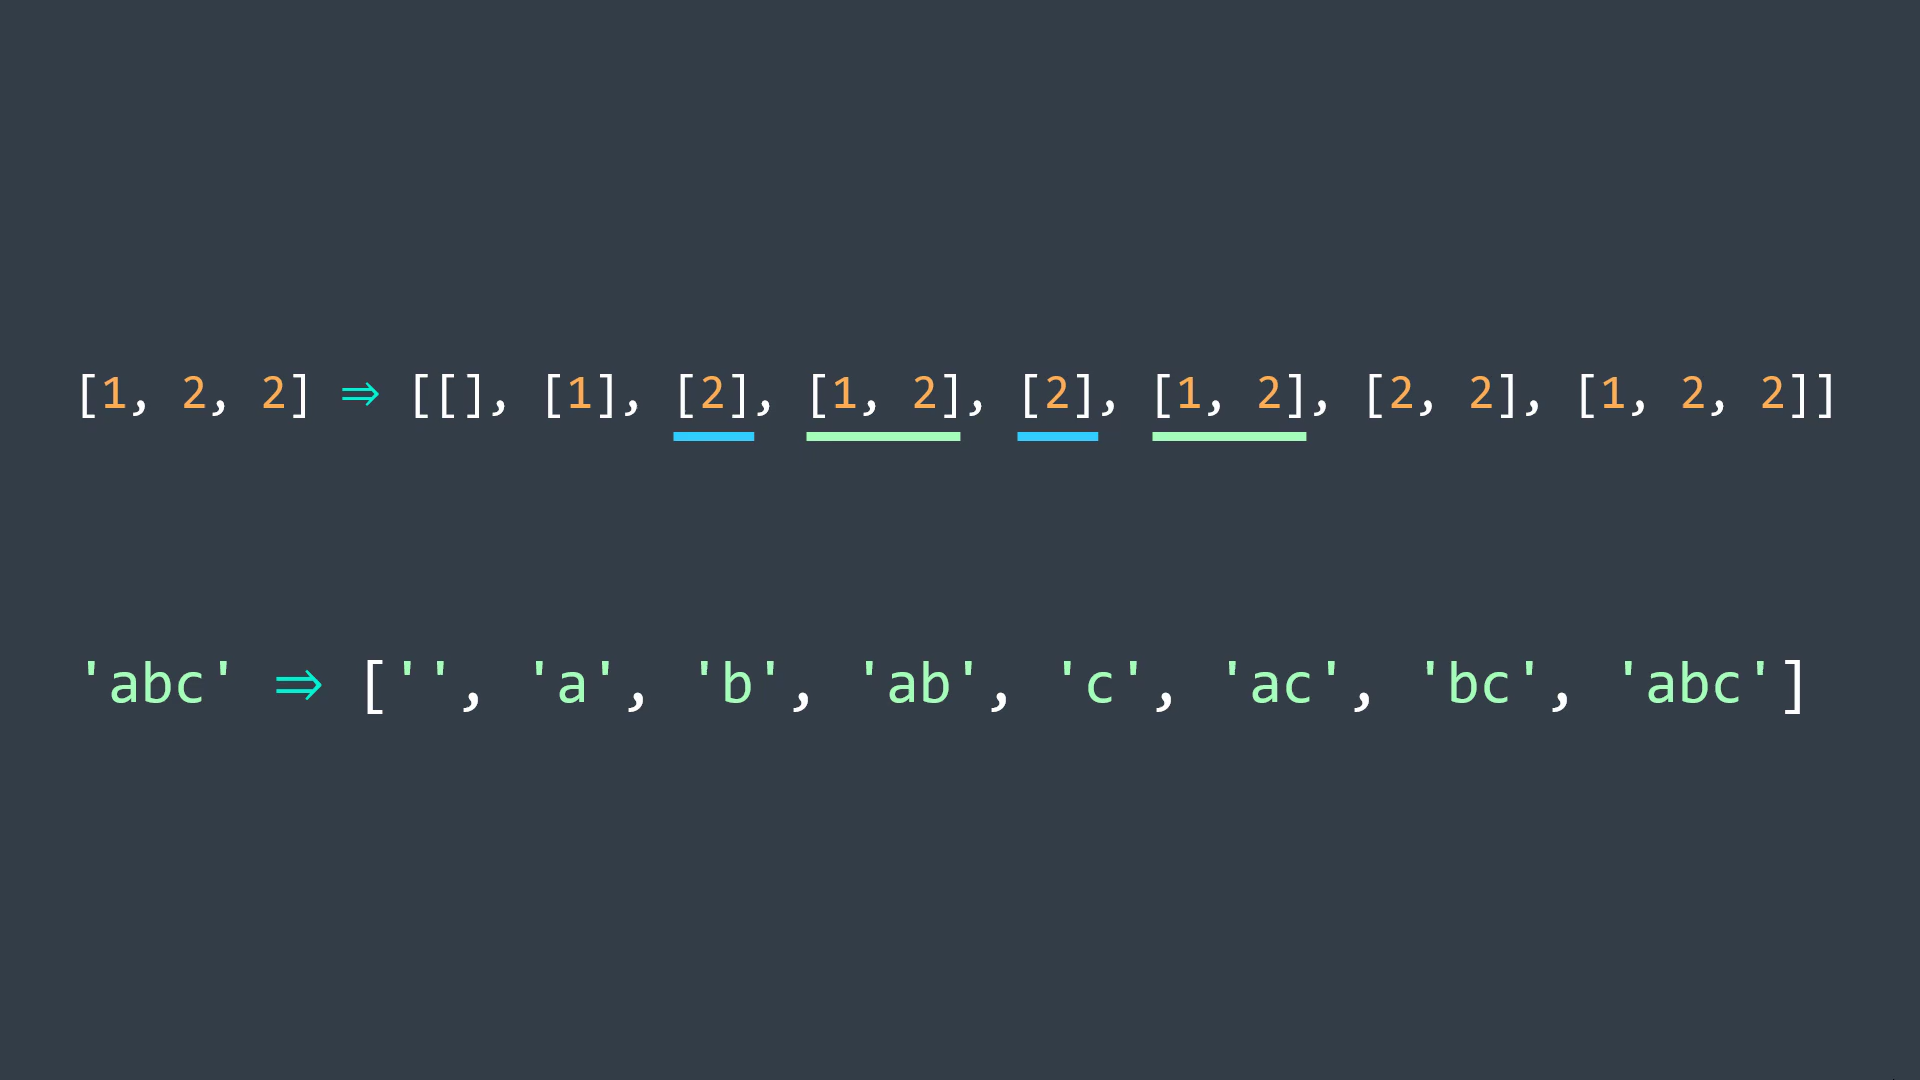 [1, 2, 2] ⇒ [[], [1], [2], [1, 2], [2], [1, 2], [2, 2], [1, 2, 2]]
'abc' ⇒ ['', 'a', 'b', 'ab', 'c', 'ac', 'bc', 'abc']